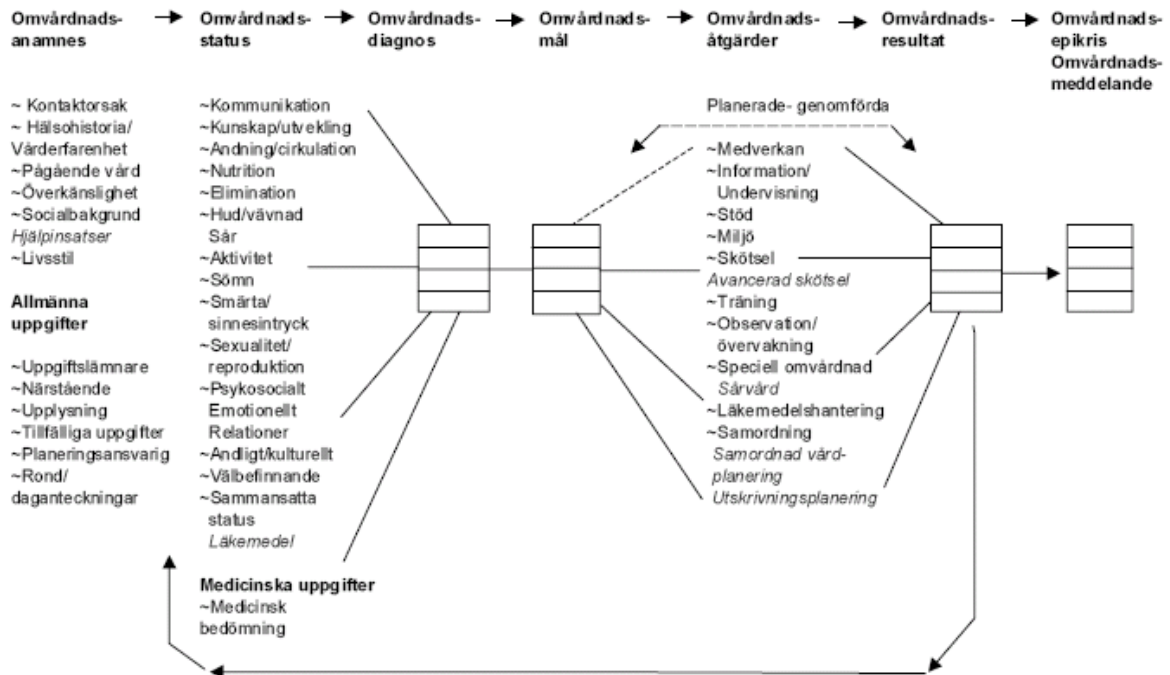 Omvårdnads-
anamnes
Omvårdnads-
status
Omvårdnads-
diagnos
Omvårdnads-
mål
Omvårdnads-
åtgärder
Omvårdnads-
resultat
Omvårdnads-
epikris
Omvårdnads-
meddelande
~ Kontaktorsak
~ Hälsohistoria/
Vårderfarenhet
~Pågående vård
~Överkänslighet
~Socialbakgrund
Hjälpinsatser
~Livsstil
Allmänna
uppgifter
~Uppgiftslämnare
~Närstående
~Upplysning
~Tillfälliga uppgifter
~Planeringsansvarig
~Rond/
daganteckningar
~Kommunikation
~Kunskap/utvekling
~Andning/cirkulation
~Nutrition
~Elimination
~Hud/vävnad
Sår
~Aktivitet
~Sömn
~Smärta/
sinnesintryck
~Sexualitet/
reproduktion
~Psykosocialt
Emotionellt
Relationer
~Andligt/kulturellt
~Välbefinnande
~Sammansatta
status
Läkemedel
Medicinska uppgifter
~Medicinsk
bedömning
Planerade- genomförda
~Medverkan
~Information/
Undervisning
~Stöd
~Miljö
~Skötsel
Avancerad skötsel
~Träning
~Observation/
övervakning
~Speciell omvårdnad
Sårvård
~Läkemedelshantering
~Samordning
Samordnad vård-
planering
Utskrivningsplanering